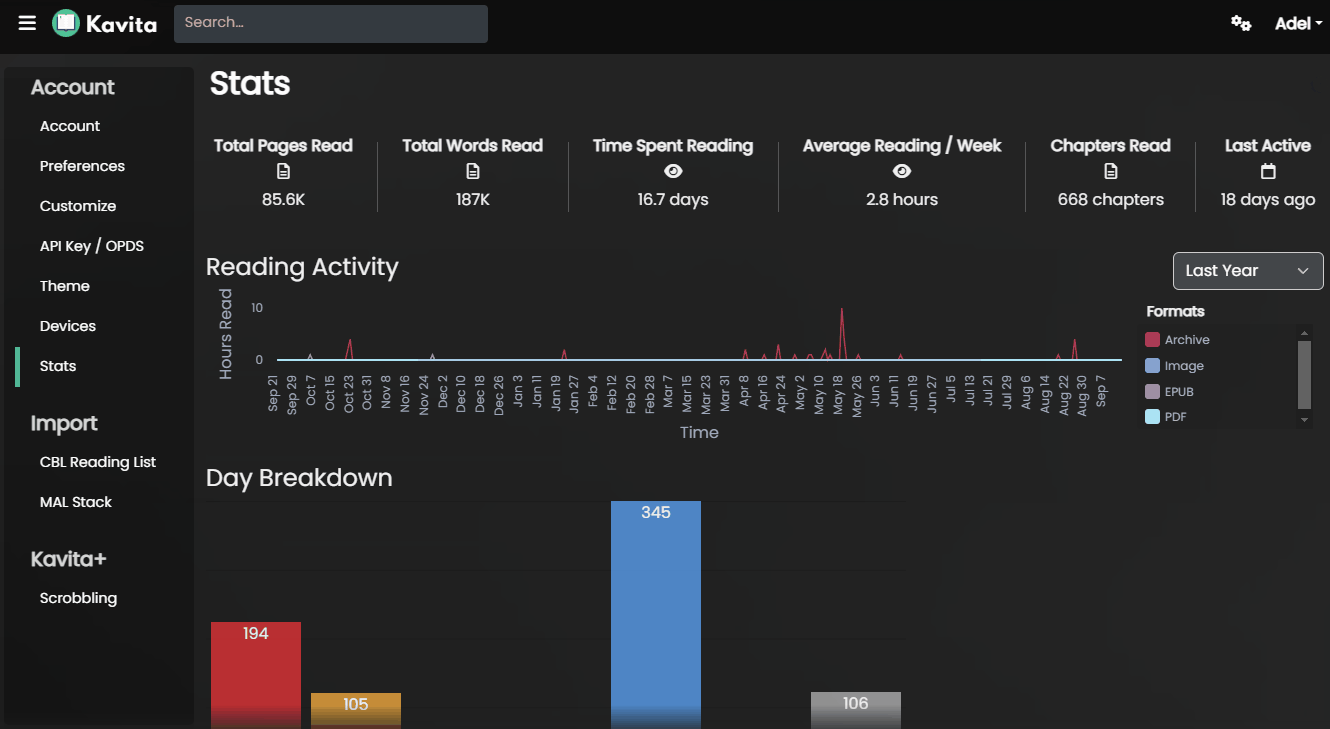 Kavita
Search...
Adel
Account
Account
Preferences
Customize
API Key / OPDS
Theme
Devices
Stats
Import
CBL Reading List
MAL Stack
Kavita+
Scrobbling
Stats
Total Pages Read
85.6K
Total Words Read
187K
Time Spent Reading
16.7 days
Average Reading / Week
2.8 hours
Chapters Read
668 chapters
Last Active
18 days ago
Reading Activity
Last Year
Hours Read
10
0
Sep 21
Sep 29
Oct 7
Oct 15
Oct 23
Oct 31
Nov 8
Nov 16
Nov 24
Dec 2
Dec 10
Dec 18
Dec 26
Jan 3
Jan 11
Jan 19
Jan 27
Feb 4
Feb 12
Feb 20
Feb 28
Mar 7
Mar 15
Mar 23
Mar 31
Apr 8
Apr 16
Apr 24
May 2
May 10
May 18
May 26
Jun 3
Jun 11
Jun 19
Jun 27
Jul 5
Jul 13
Jul 21
Jul 29
Aug 6
Aug 14
Aug 22
Aug 30
Sep 7
Time
Formats
Archive
Image
EPUB
PDF
Day Breakdown
194
105
345
106